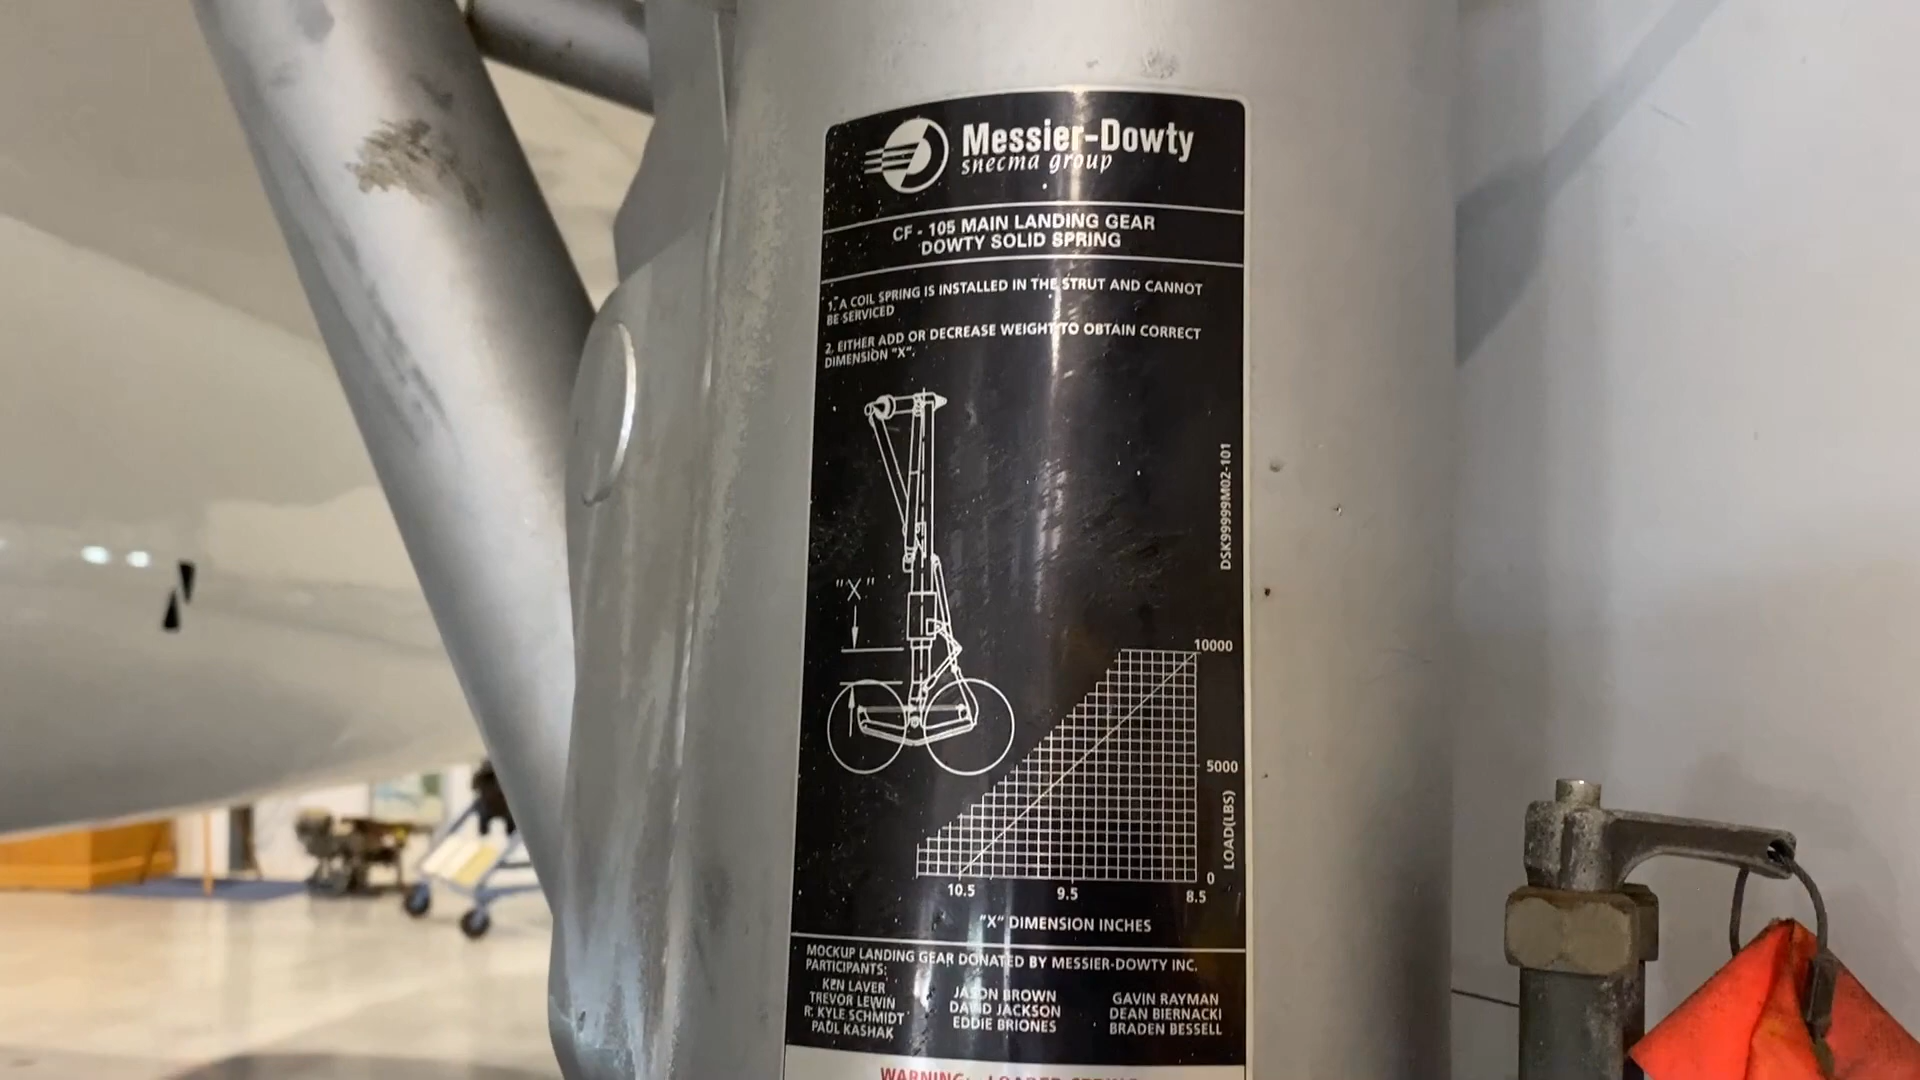 Messier-Dowty
snecma group
CF - 105 MAIN LANDING GEAR
DOWTY SOLID SPRING
1. A COIL SPRING IS INSTALLED IN THE STRUT AND CANNOT
BE SERVICED
2. EITHER ADD OR DECREASE WEIGHT TO OBTAIN CORRECT
DIMENSION "X".
DSK99999M02-101
"X"
10000
5000
0
LOAD(LBS)
10.5 9.5 8.5
"X" DIMENSION INCHES
MOCKUP LANDING GEAR DONATED BY MESSIER-DOWTY INC.
PARTICIPANTS:
KEN LAVER JASON BROWN GAVIN RAYMAN
TREVOR LEWIN DAVID JACKSON DEAN BIERNACKI
R. KYLE SCHMIDT EDDIE BRIONES BRADEN BESSELL
PAUL KASHAK
WARNING: LOADED SPRING